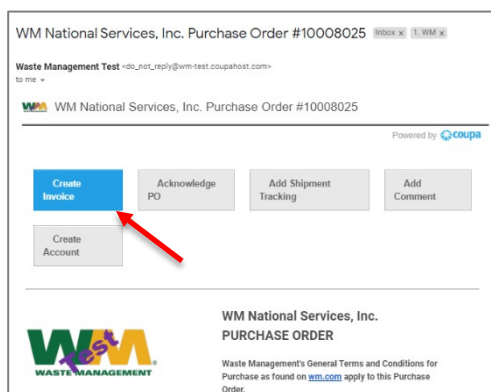 WM National Services, Inc. Purchase Order #10008025 Inbox x 1. WM x
Waste Management Test <do_not_reply@wm-test.coupahost.com>
to me
WM WM National Services, Inc. Purchase Order #10008025
Powered by coupa
Create Invoice
Acknowledge PO
Add Shipment Tracking
Add Comment
Create Account
WM National Services, Inc.
PURCHASE ORDER
WM
Test
WASTE MANAGEMENT
Waste Management's General Terms and Conditions for
Purchase as found on wm.com apply to this Purchase
Order.